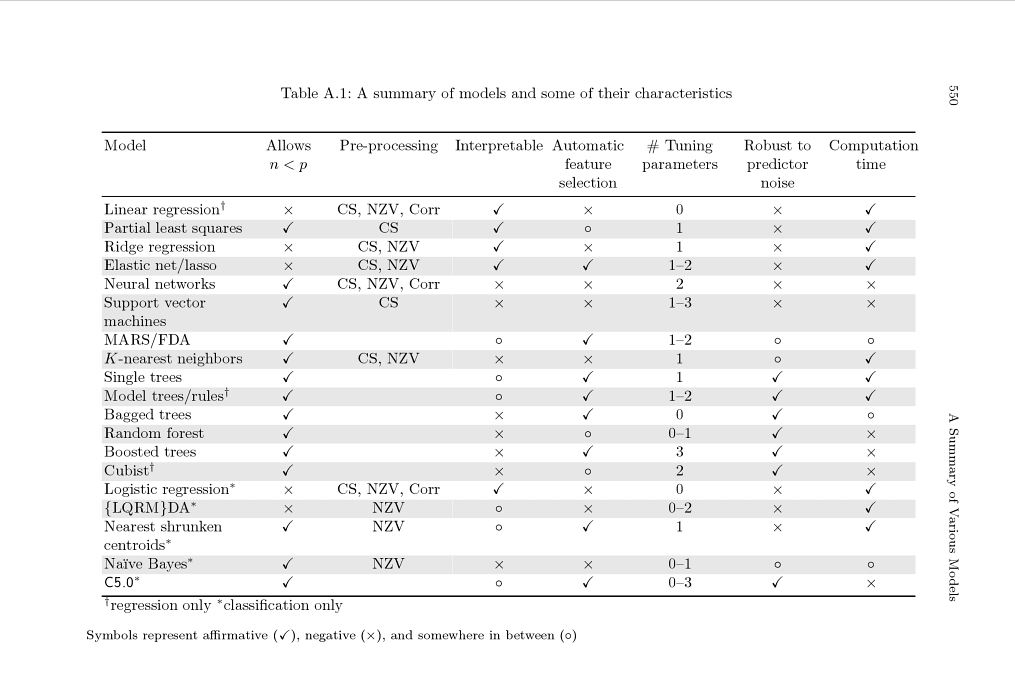 Table A.1: A summary of models and some of their characteristics
550
Model Allows Pre-processing Interpretable Automatic # Tuning Robust to Computation
n < p feature parameters predictor time
selection noise
Linear regression† × CS, NZV, Corr ✓ × 0 × ✓
Partial least squares ✓ CS ✓ ○ 1 × ✓
Ridge regression × CS, NZV ✓ × 1 × ✓
Elastic net/lasso × CS, NZV ✓ ✓ 1–2 × ✓
Neural networks ✓ CS, NZV, Corr × × 2 × ×
Support vector ✓ CS × × 1–3 × ×
machines
MARS/FDA ✓ ○ ✓ 1–2 ○ ○
K-nearest neighbors ✓ CS, NZV × × 1 ○ ✓
Single trees ✓ ○ ✓ 1 ✓ ✓
Model trees/rules† ✓ ○ ✓ 1–2 ✓ ✓
Bagged trees ✓ × ✓ 0 ✓ ○
Random forest ✓ × ○ 0–1 ✓ ×
Boosted trees ✓ × ✓ 3 ✓ ×
Cubist† ✓ × ○ 2 ✓ ×
Logistic regression* × CS, NZV, Corr ✓ × 0 × ✓
{LQRM}DA* × NZV ○ × 0–2 × ✓
Nearest shrunken ✓ NZV ○ ✓ 1 × ✓
centroids*
Naïve Bayes* ✓ NZV × × 0–1 ○ ○
C5.0* ✓ ○ ✓ 0–3 ✓ ×
†regression only *classification only
Symbols represent affirmative (✓), negative (×), and somewhere in between (○)
A Summary of Various Models